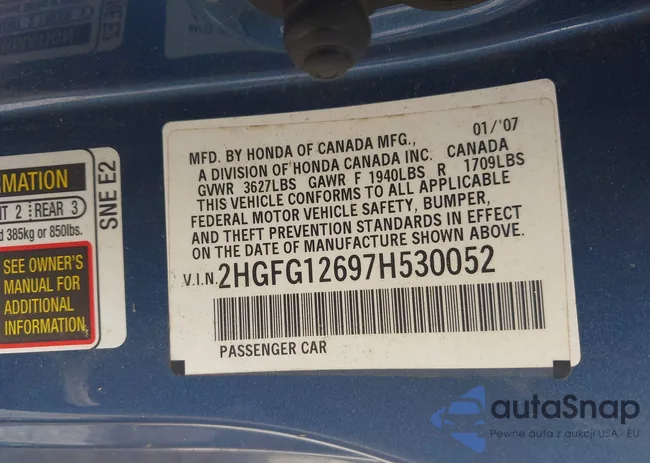 MFD. BY HONDA OF CANADA MFG., 01/'07
A DIVISION OF HONDA CANADA INC. CANADA
GVWR 3627LBS GAWR F 1940LBS R 1709LBS
THIS VEHICLE CONFORMS TO ALL APPLICABLE
FEDERAL MOTOR VEHICLE SAFETY, BUMPER,
AND THEFT PREVENTION STANDARDS IN EFFECT
ON THE DATE OF MANUFACTURE SHOWN ABOVE.
V.I.N. 2HGFG12697H530052
PASSENGER CAR
MATION
2 REAR 3
385kg or 850lbs.
SEE OWNER'S
MANUAL FOR
ADDITIONAL
INFORMATION
SNE E2
autaSnap
Pewne auta z aukcji USA i EU